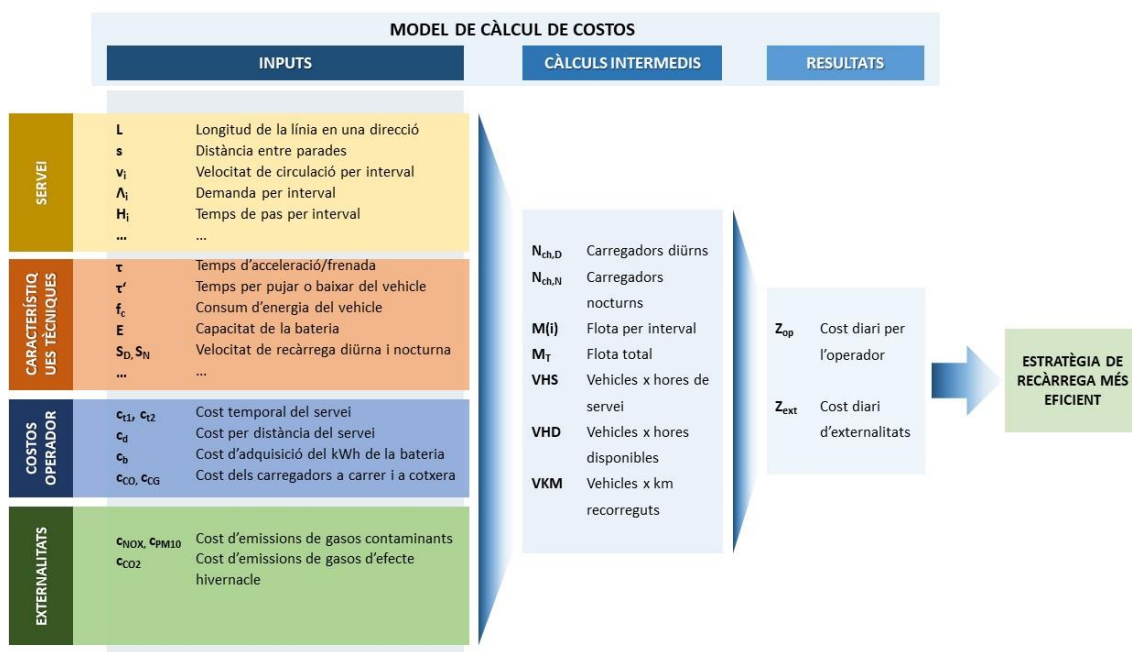 MODEL DE CÀLCUL DE COSTOS
INPUTS
CÀLCULS INTERMEDIS
RESULTATS
SERVEI
L Longitud de la línia en una direcció
s Distància entre parades
vi Velocitat de circulació per interval
Λi Demanda per interval
Hi Temps de pas per interval
... ...
CARACTERÍSTIQ
UES TÈCNIQUES
τ Temps d'acceleració/frenada
τ' Temps per pujar o baixar del vehicle
fc Consum d'energia del vehicle
E Capacitat de la bateria
SD, SN Velocitat de recàrrega diürna i nocturna
... ...
COSTOS
OPERADOR
ct1, ct2 Cost temporal del servei
cd Cost per distància del servei
cb Cost d'adquisició del kWh de la bateria
cCO, cCG Cost dels carregadors a carrer i a cotxera
EXTERNALITATS
cNOX, cPM10 Cost d'emissions de gasos contaminants
cCO2 Cost d'emissions de gasos d'efecte
hivernacle
Nch,D Carregadors diürns
Nch,N Carregadors
nocturns
M(i) Flota per interval
MT Flota total
VHS Vehicles x hores de
servei
VHD Vehicles x hores
disponibles
VKM Vehicles x km
recorreguts
Zop Cost diari per
l'operador
Zext Cost diari
d'externalitats
ESTRATÈGIA DE
RECÀRREGA MÉS
EFICIENT